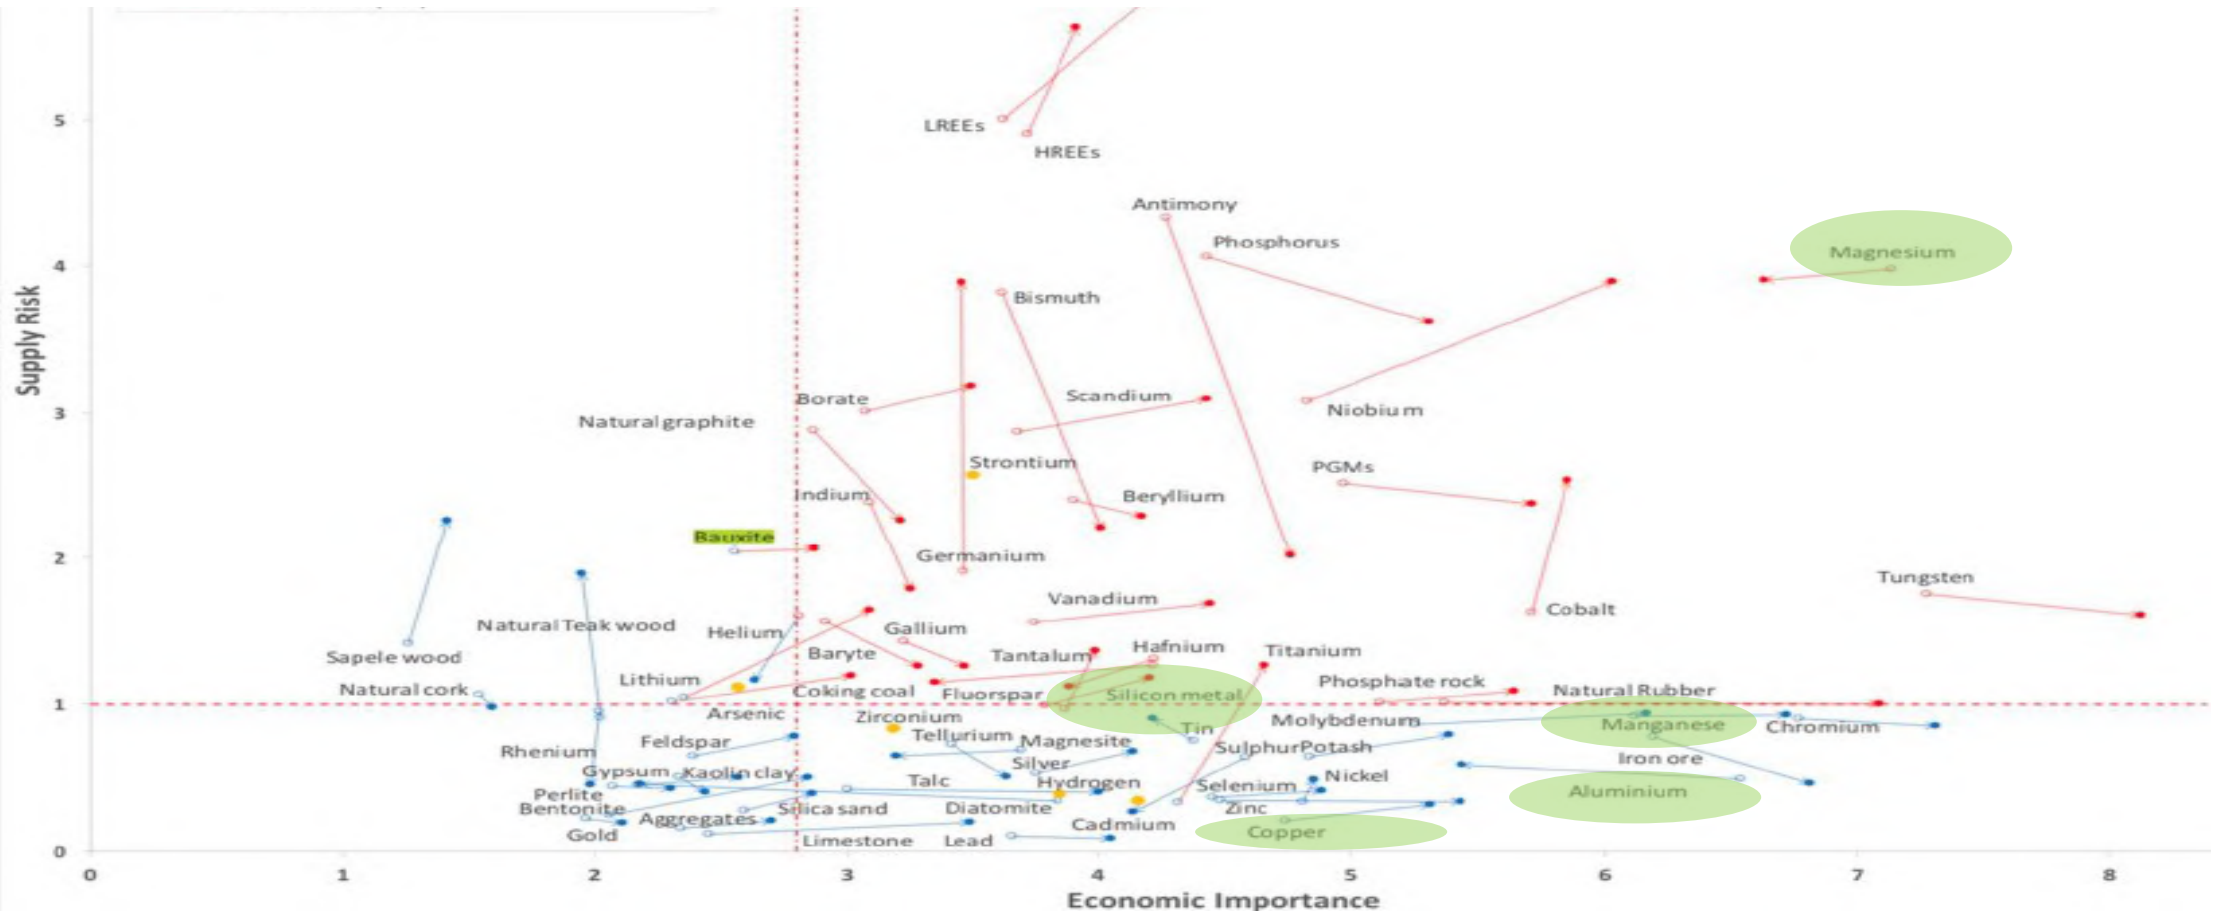 5
LREEs
HREEs
Antimony
Phosphorus
Magnesium
4
Bismuth
Supply Risk
Borate
Scandium
3
Niobium
Natural graphite
Strontium
PGMs
Indium
Beryllium
Bauxite
2
Germanium
Tungsten
Vanadium
Cobalt
Natural Teak wood
Helium
Gallium
Sapele wood
Baryte
Tantalum
Hafnium
Titanium
Lithium
Phosphate rock
Natural cork
Coking coal
Fluorspar
Silicon metal
Natural Rubber
1
Arsenic
Zirconium
Molybdenum
Manganese
Chromium
Tin
Tellurium
Rhenium
Feldspar
Magnesite
Sulphur
Potash
Iron ore
Silver
Gypsum
Kaolin clay
Talc
Hydrogen
Selenium
Nickel
Aluminium
Perlite
Bentonite
Silica sand
Diatomite
Zinc
Aggregates
Cadmium
Copper
Gold
Limestone
Lead
0
0 1 2 3 4 5 6 7 8
Economic Importance